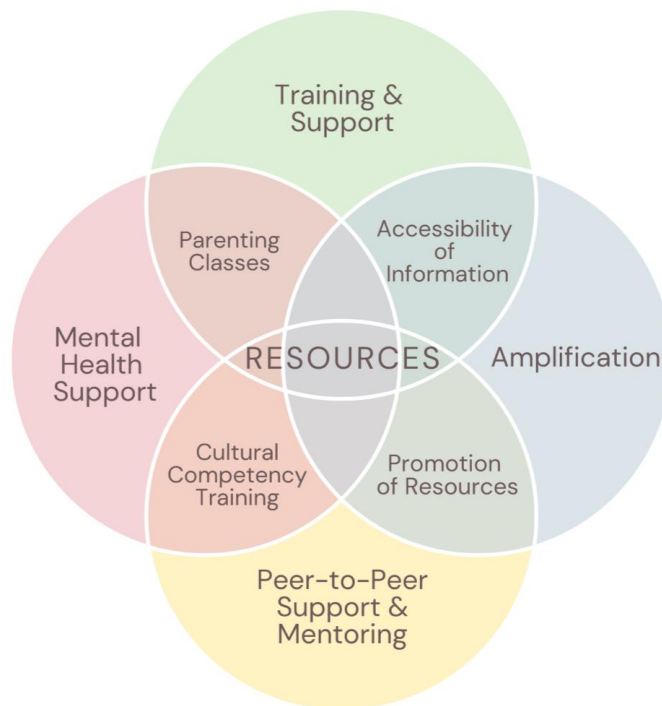 Training &
Support
Parenting
Classes
Accessibility
of
Information
Mental
Health
Support
RESOURCES
Amplification
Cultural
Competency
Training
Promotion
of Resources
Peer-to-Peer
Support &
Mentoring